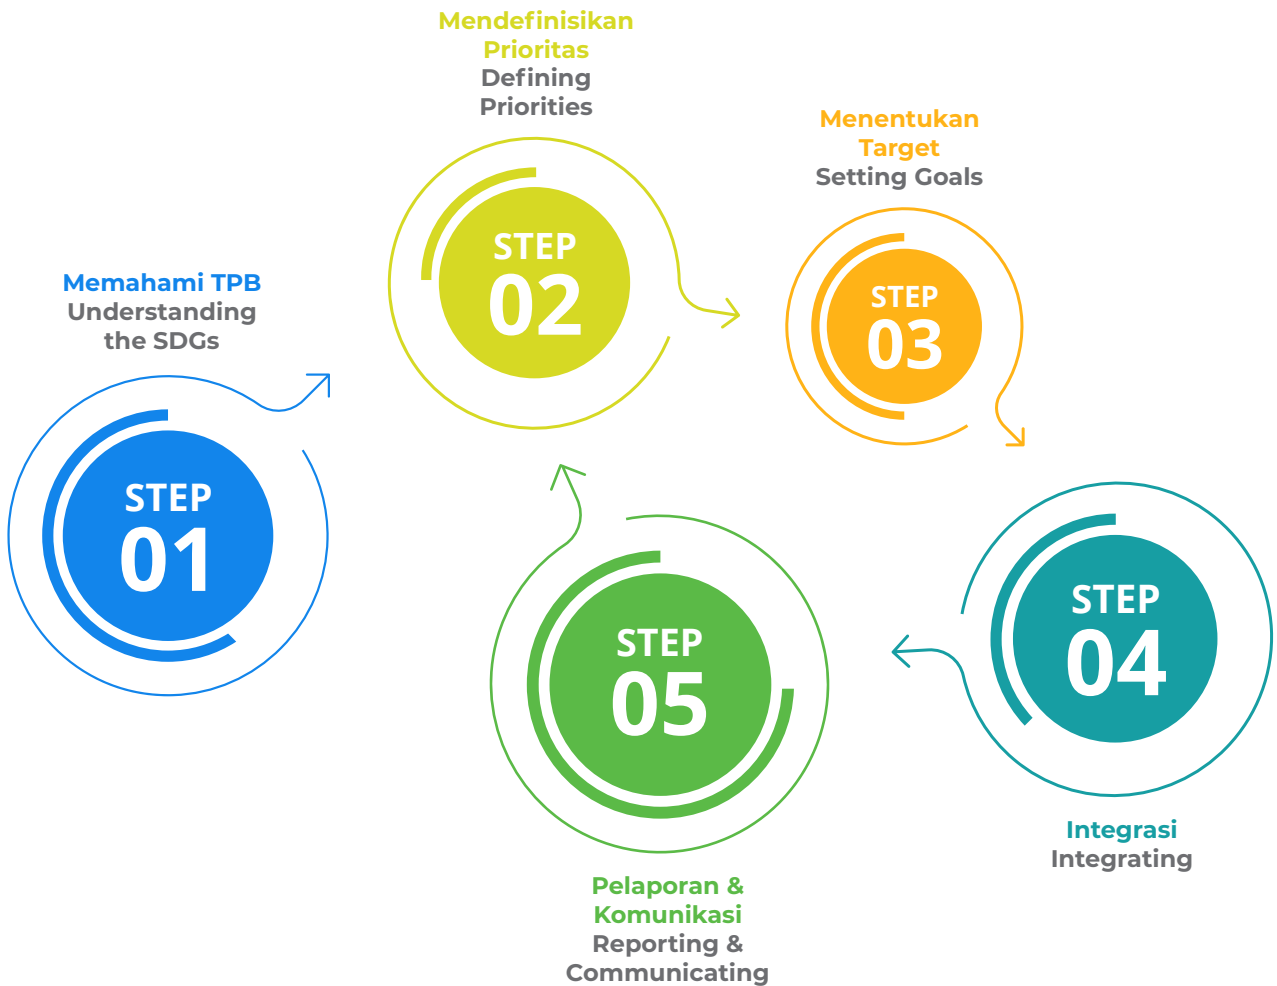 Memahami TPB
Understanding
the SDGs
STEP
01
Mendefinisikan
Prioritas
Defining
Priorities
STEP
02
Menentukan
Target
Setting Goals
STEP
03
STEP
04
Integrasi
Integrating
STEP
05
Pelaporan &
Komunikasi
Reporting &
Communicating